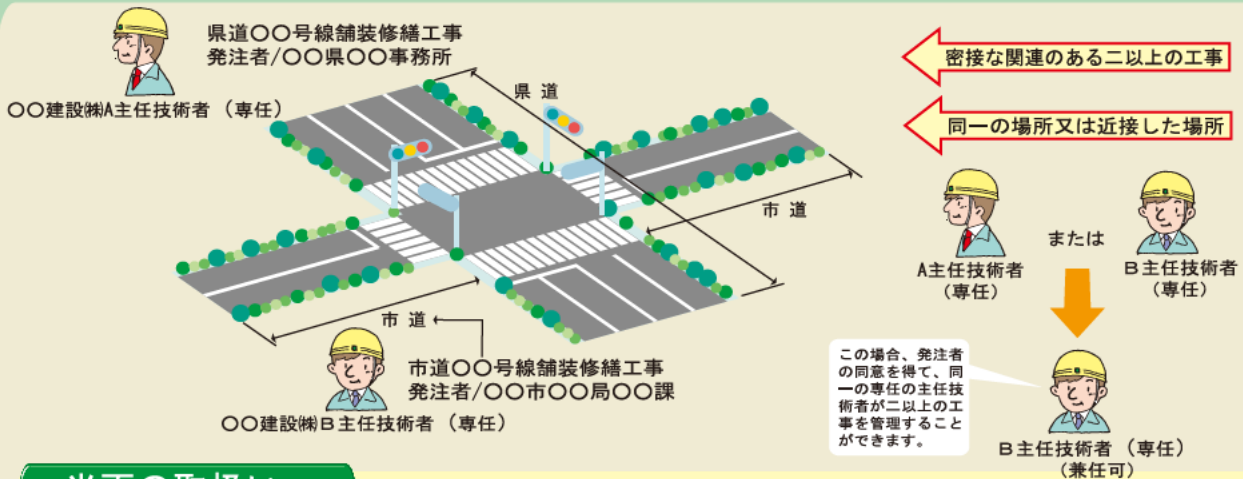 県道〇〇号線舗装修繕工事
発注者/〇〇県〇〇事務所
〇〇建設㈱A主任技術者（専任）
県道
市道
市道
市道〇〇号線舗装修繕工事
発注者/〇〇市〇〇局〇〇課
〇〇建設㈱B主任技術者（専任）
密接な関連のある二以上の工事
同一の場所又は近接した場所
A主任技術者
（専任）
または
B主任技術者
（専任）
この場合、発注者
の同意を得て、同
一の専任の主任技
術者が二以上の工
事を管理すること
ができます。
B主任技術者（専任）
（兼任可）